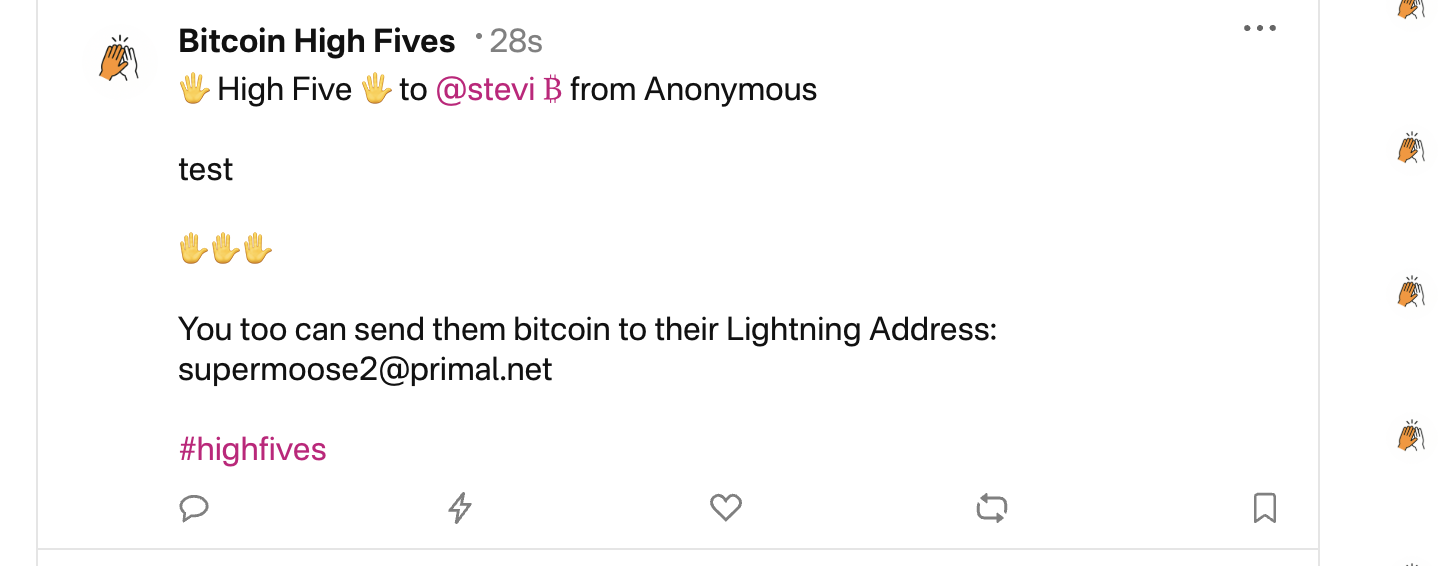 Bitcoin High Fives · 28s
🖐️ High Five 🖐️ to @stevi ₿ from Anonymous
test
🖐️🖐️🖐️
You too can send them bitcoin to their Lightning Address:
supermoose2@primal.net
#highfives